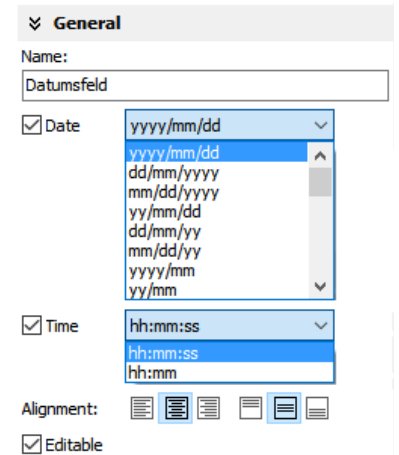 General
Name:
Datumsfeld
Date yyyy/mm/dd
yyyy/mm/dd
dd/mm/yyyy
mm/dd/yyyy
yy/mm/dd
dd/mm/yy
mm/dd/yy
yyyy/mm
yy/mm
Time hh:mm:ss
hh:mm:ss
hh:mm
Alignment:
Editable